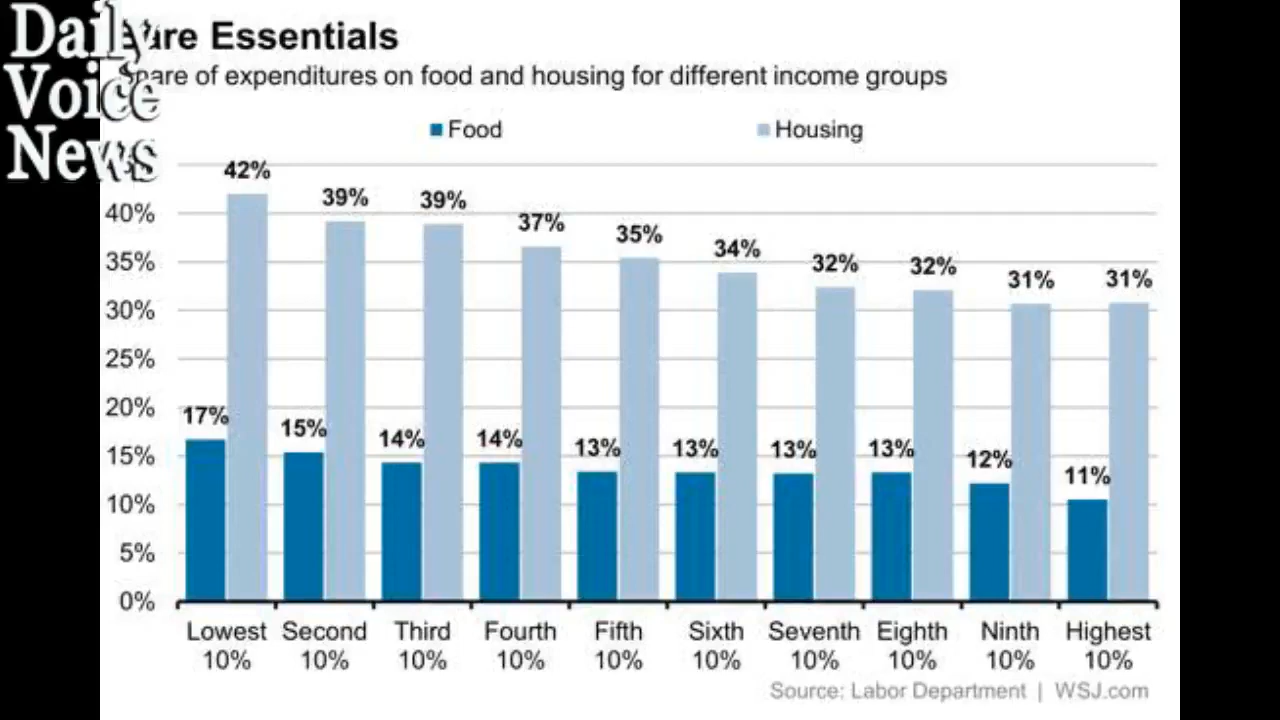 Daily
Voice
News
Essentials
Share of expenditures on food and housing for different income groups
Food Housing
42% 39% 39% 37% 35% 34% 32% 32% 31% 31%
40%
35%
30%
25%
20%
17% 15% 14% 14% 13% 13% 13% 13% 12% 11%
15%
10%
5%
0%
Lowest Second Third Fourth Fifth Sixth Seventh Eighth Ninth Highest
10% 10% 10% 10% 10% 10% 10% 10% 10% 10%
Source: Labor Department | WSJ.com